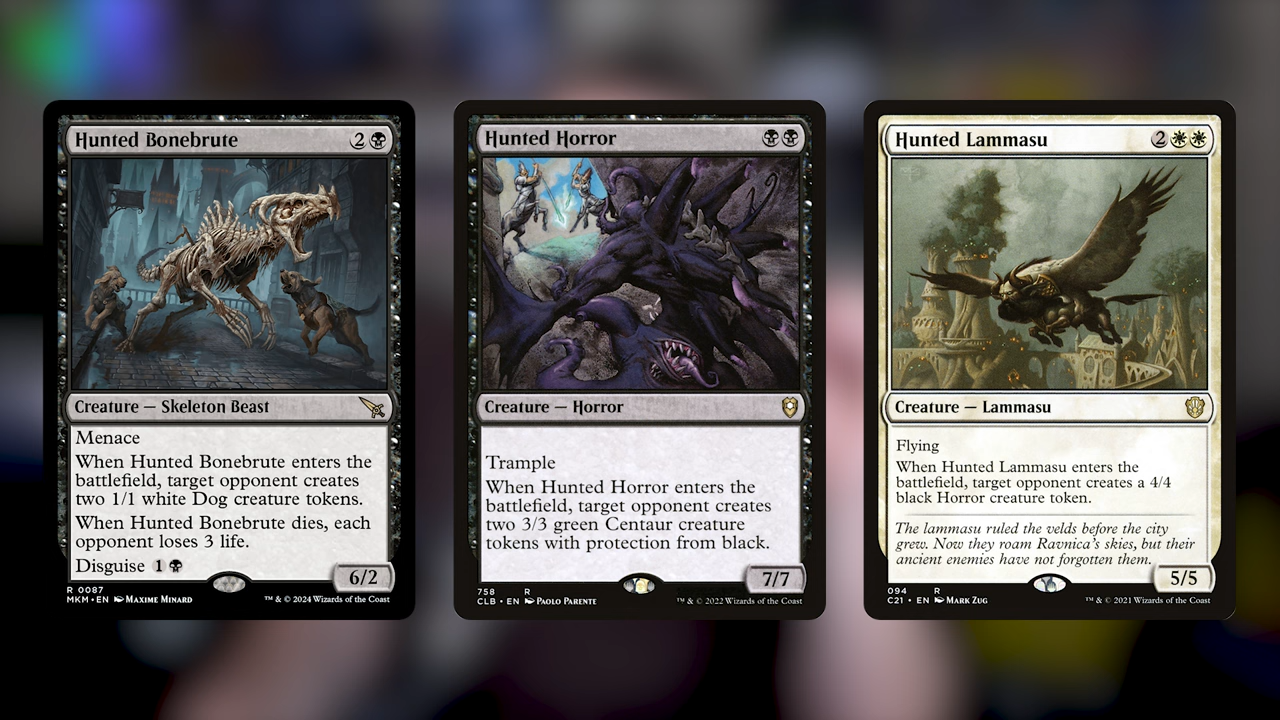 Hunted Bonebrute 2
Creature — Skeleton Beast
Menace
When Hunted Bonebrute enters the
battlefield, target opponent creates
two 1/1 white Dog creature tokens.
When Hunted Bonebrute dies, each
opponent loses 3 life.
Disguise 1
6/2
R 0087
MKM • EN Maxime Minard
™ & © 2024 Wizards of the Coast
Hunted Horror
Creature — Horror
Trample
When Hunted Horror enters the
battlefield, target opponent creates
two 3/3 green Centaur creature
tokens with protection from black.
7/7
758 R
CLB • EN Paolo Parente
™ & © 2022 Wizards of the Coast
Hunted Lammasu 2
Creature — Lammasu
Flying
When Hunted Lammasu enters the
battlefield, target opponent creates a 4/4
black Horror creature token.
The lammasu ruled the velds before the city
grew. Now they roam Ravnica's skies, but their
ancient enemies have not forgotten them.
5/5
094 R
C21 • EN Mark Zug
™ & © 2021 Wizards of the Coast